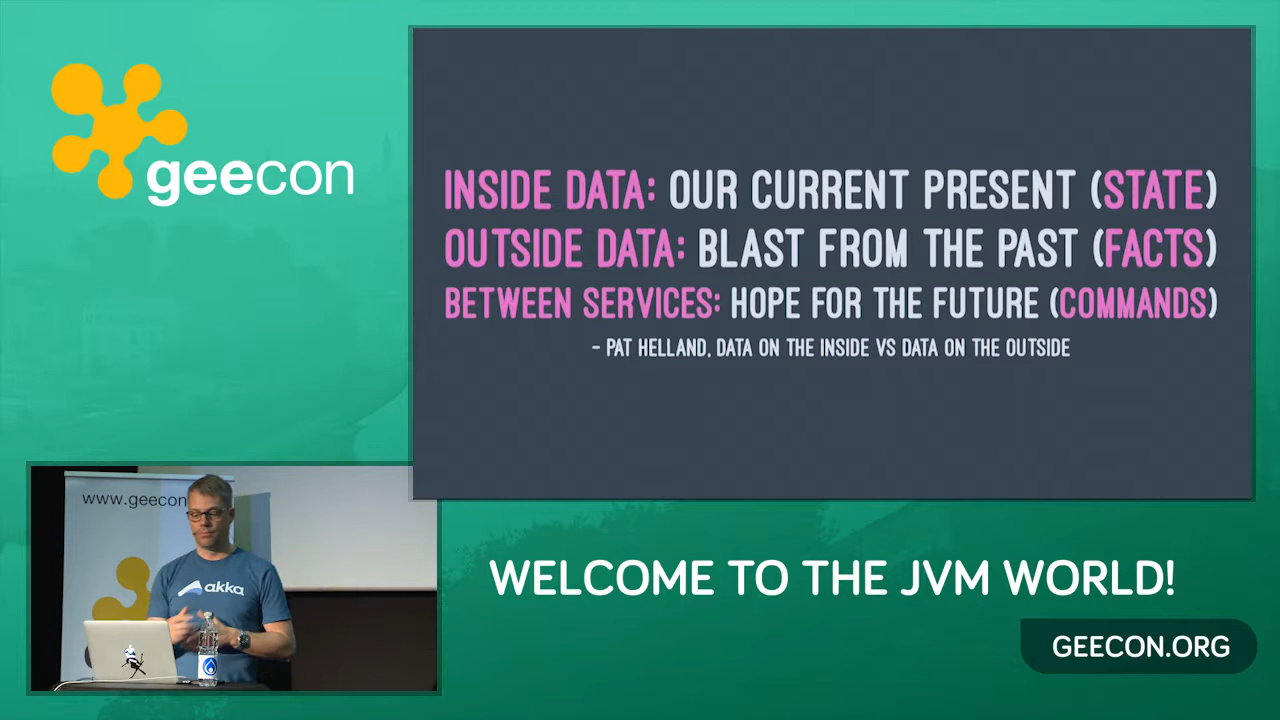 geecon
INSIDE DATA: OUR CURRENT PRESENT (STATE)
OUTSIDE DATA: BLAST FROM THE PAST (FACTS)
BETWEEN SERVICES: HOPE FOR THE FUTURE (COMMANDS)
- PAT HELLAND, DATA ON THE INSIDE VS DATA ON THE OUTSIDE
www.geecon
akka
WELCOME TO THE JVM WORLD!
GEECON.ORG